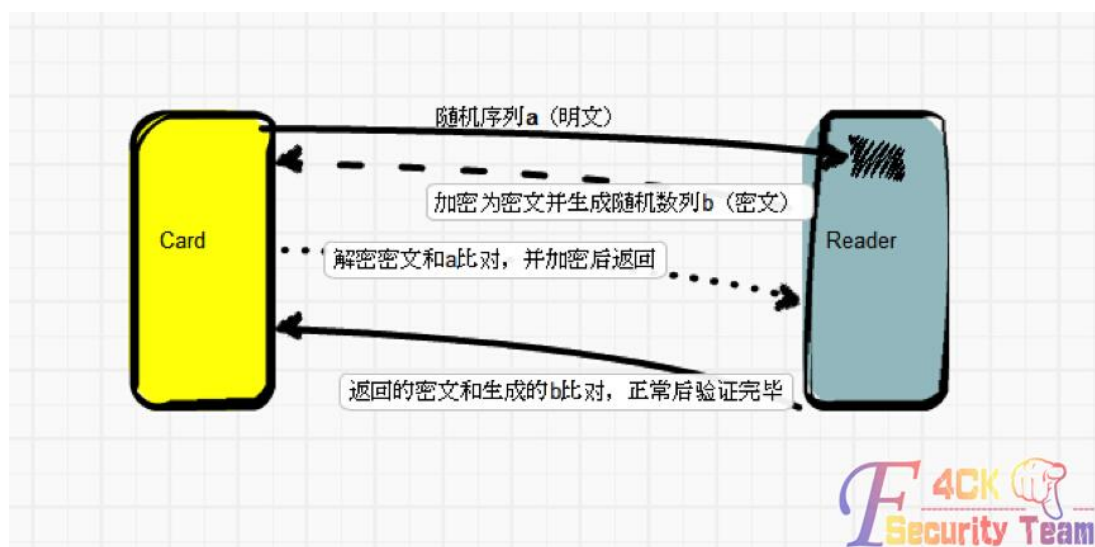 随机序列a（明文）
加密为密文并生成随机数列b（密文）
Card
Reader
解密密文和a比对，并加密后返回
返回的密文和生成的b比对，正常后验证完毕
F4CK
Security Team